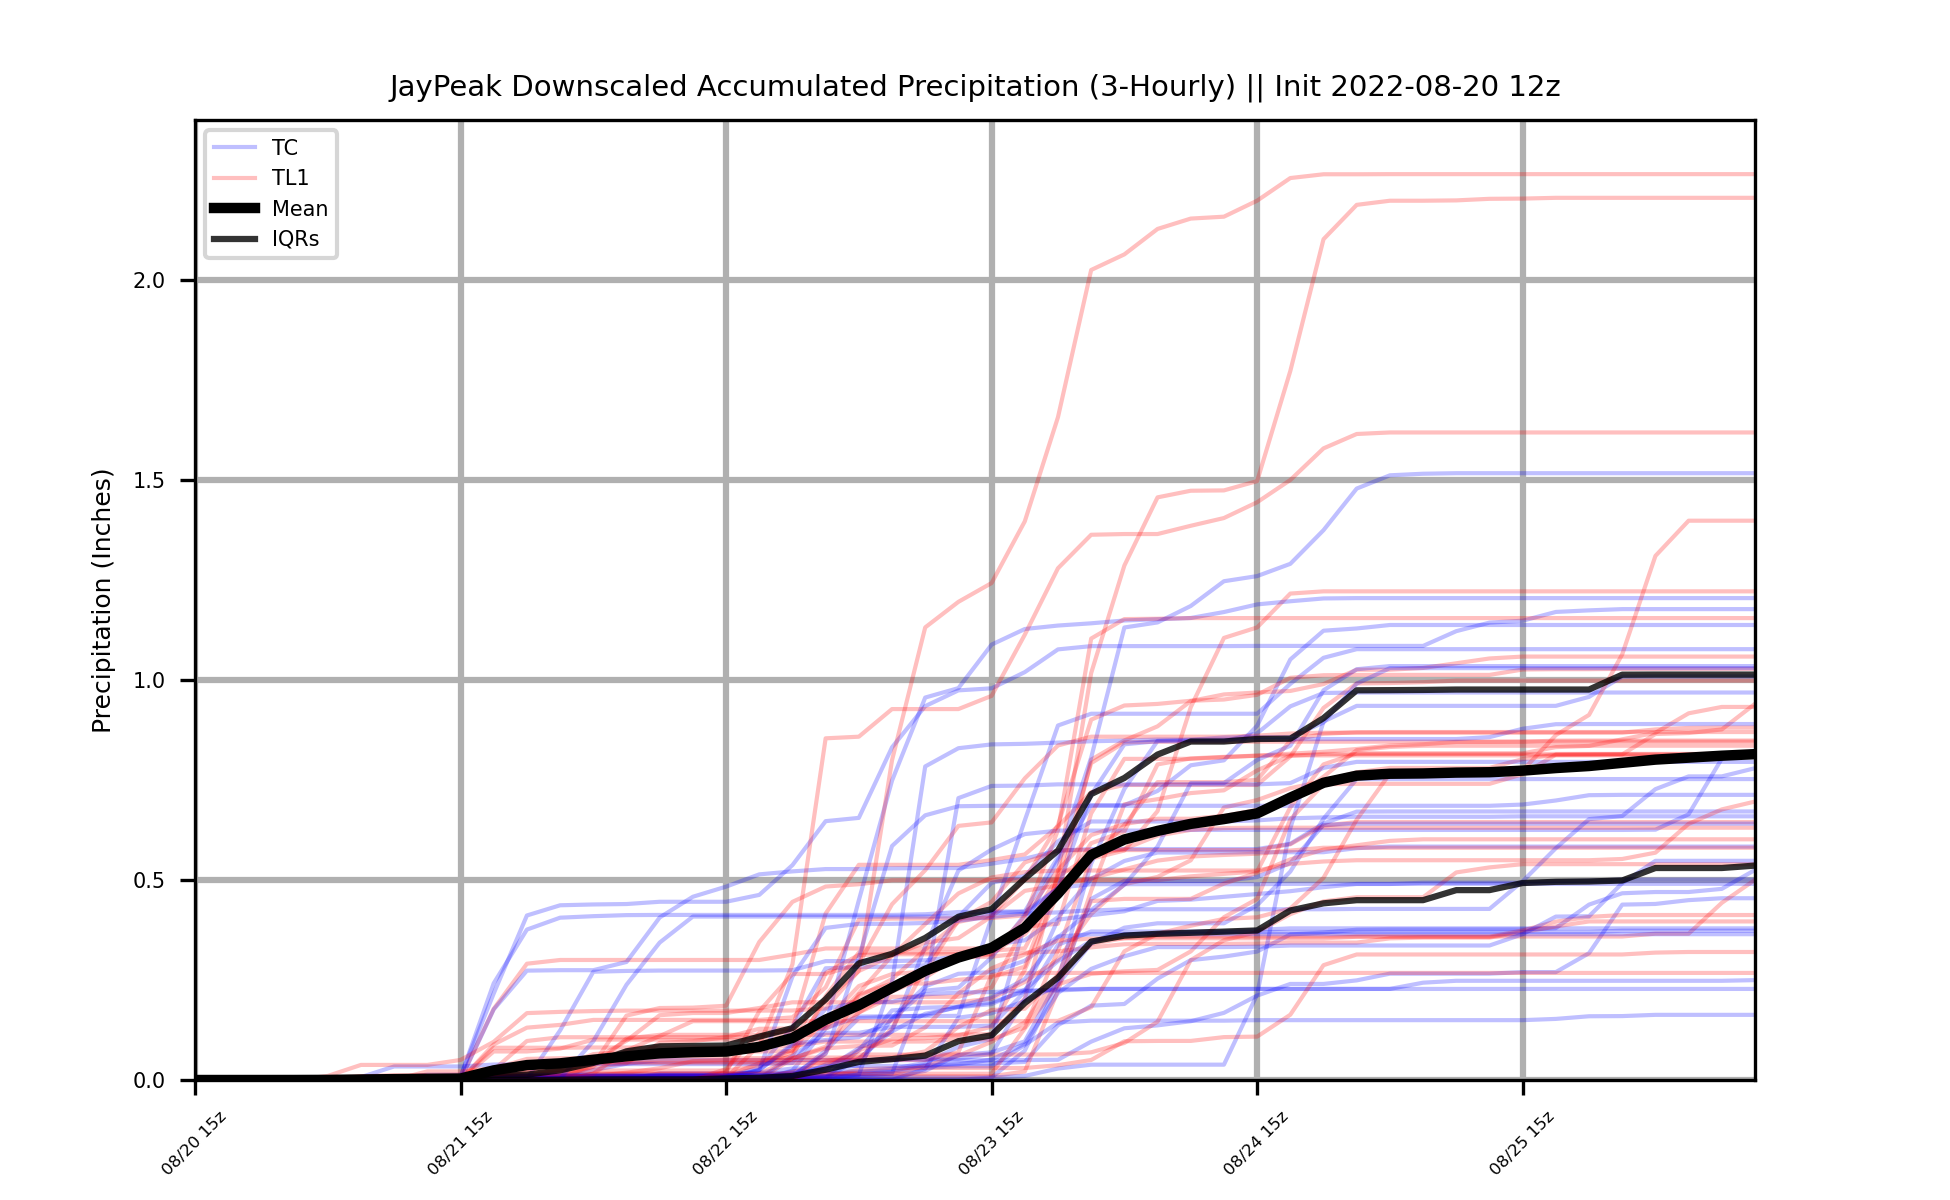 JayPeak Downscaled Accumulated Precipitation (3-Hourly) || Init 2022-08-20 12z
TC
TL1
Mean
IQRs
Precipitation (Inches)
2.0
1.5
1.0
0.5
0.0
08/20 15z
08/21 15z
08/22 15z
08/23 15z
08/24 15z
08/25 15z